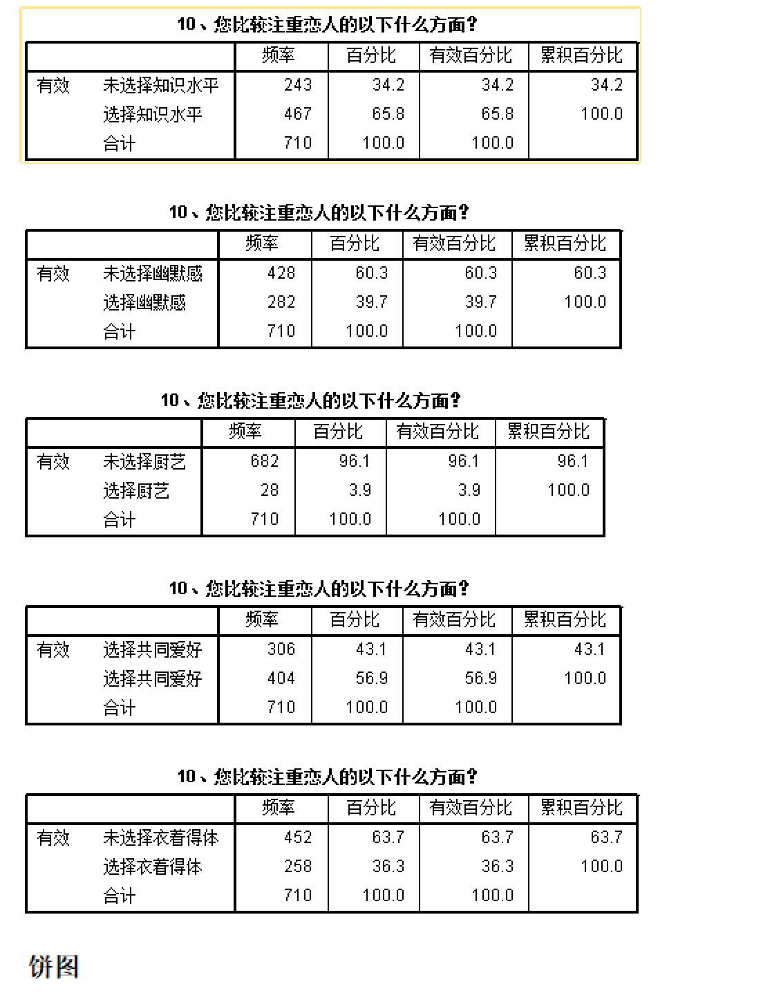 10、您比较注重恋人的以下什么方面?
频率 百分比 有效百分比 累积百分比
有效 未选择知识水平 243 34.2 34.2 34.2
选择知识水平 467 65.8 65.8 100.0
合计 710 100.0 100.0
10、您比较注重恋人的以下什么方面?
频率 百分比 有效百分比 累积百分比
有效 未选择幽默感 428 60.3 60.3 60.3
选择幽默感 282 39.7 39.7 100.0
合计 710 100.0 100.0
10、您比较注重恋人的以下什么方面?
频率 百分比 有效百分比 累积百分比
有效 未选择厨艺 682 96.1 96.1 96.1
选择厨艺 28 3.9 3.9 100.0
合计 710 100.0 100.0
10、您比较注重恋人的以下什么方面?
频率 百分比 有效百分比 累积百分比
有效 选择共同爱好 306 43.1 43.1 43.1
选择共同爱好 404 56.9 56.9 100.0
合计 710 100.0 100.0
10、您比较注重恋人的以下什么方面?
频率 百分比 有效百分比 累积百分比
有效 未选择衣着得体 452 63.7 63.7 63.7
选择衣着得体 258 36.3 36.3 100.0
合计 710 100.0 100.0
饼图